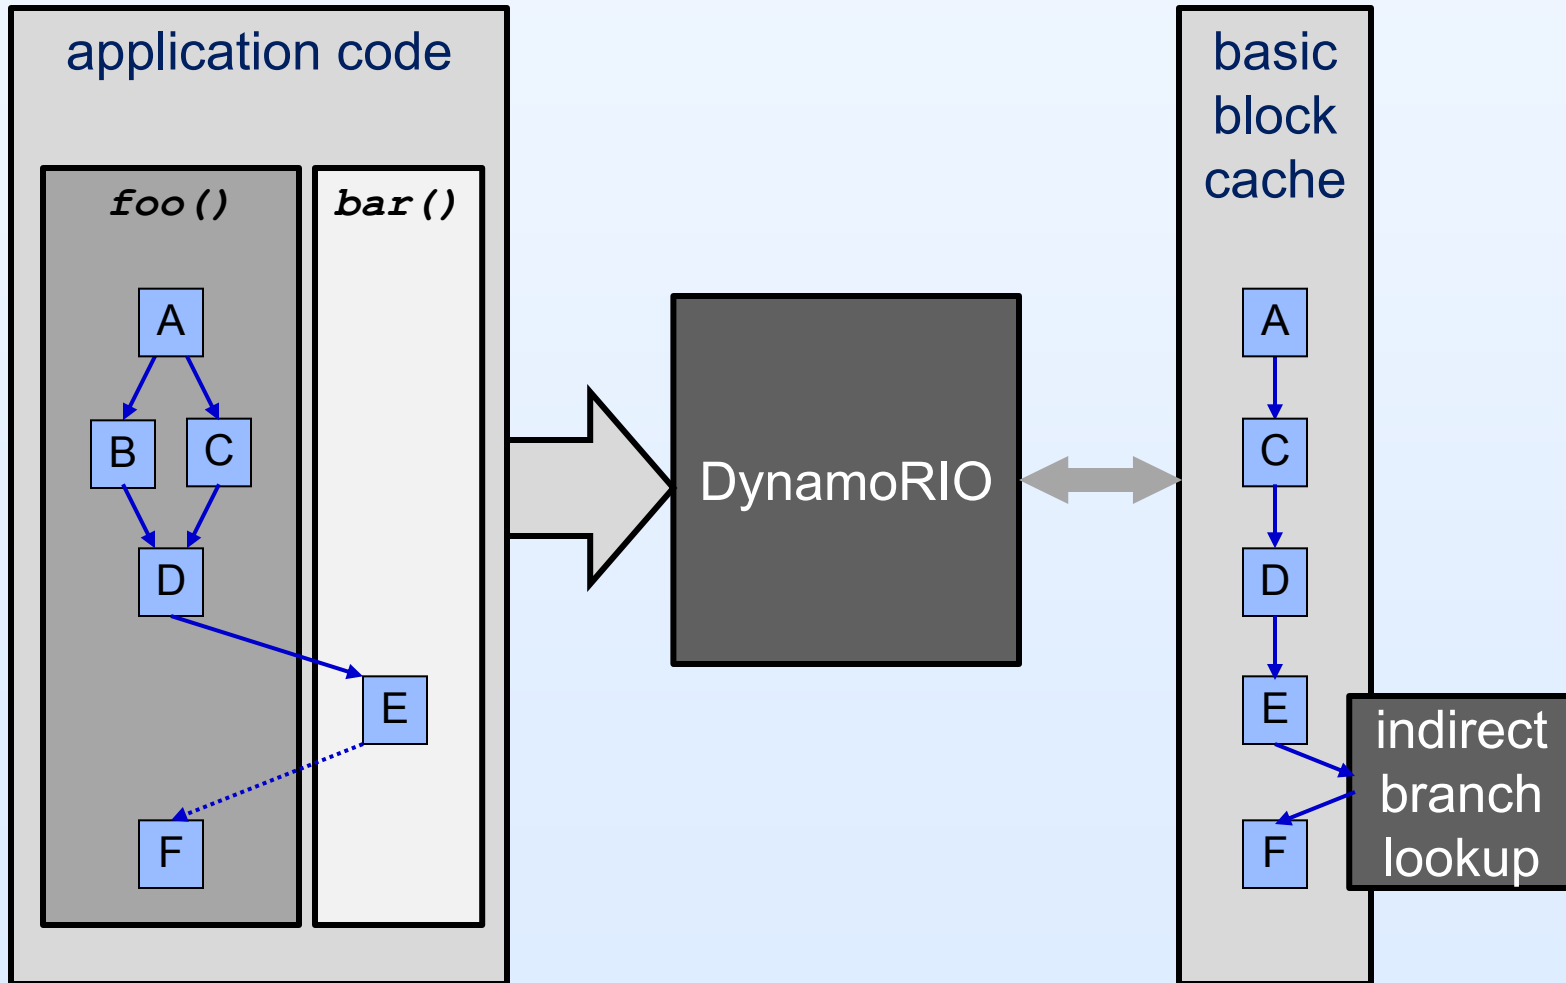 application code
foo()
bar()
A
B
C
D
E
F
DynamoRIO
basic
block
cache
A
C
D
E
F
indirect
branch
lookup